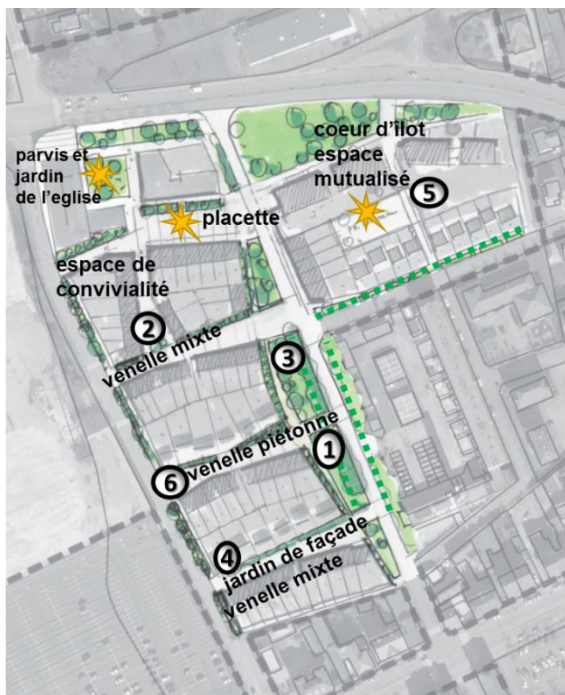 coeur d'îlot
espace
mutualisé
5
parvis et
jardin
de l'eglise
placette
espace de
convivialité
2
venelle mixte
3
venelle piétonne
1
6
4
jardin de façade
venelle mixte